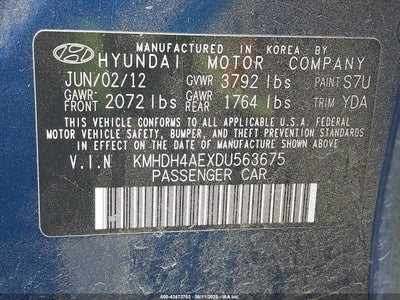 MANUFACTURED IN KOREA BY
HYUNDAI MOTOR COMPANY
JUN/02/12 GVWR 3792 lbs PAINT S7U
GAWR-FRONT 2072 lbs GAWR-REAR 1764 lbs TRIM YDA
THIS VEHICLE CONFORMS TO ALL APPLICABLE U.S.A. FEDERAL
MOTOR VEHICLE SAFETY, BUMPER, AND THEFT PREVENTION STANDARDS
IN EFFECT ON THE DATE OF MANUFACTURE SHOWN ABOVE.
V.I.N KMHDH4AEXDU563675
PASSENGER CAR